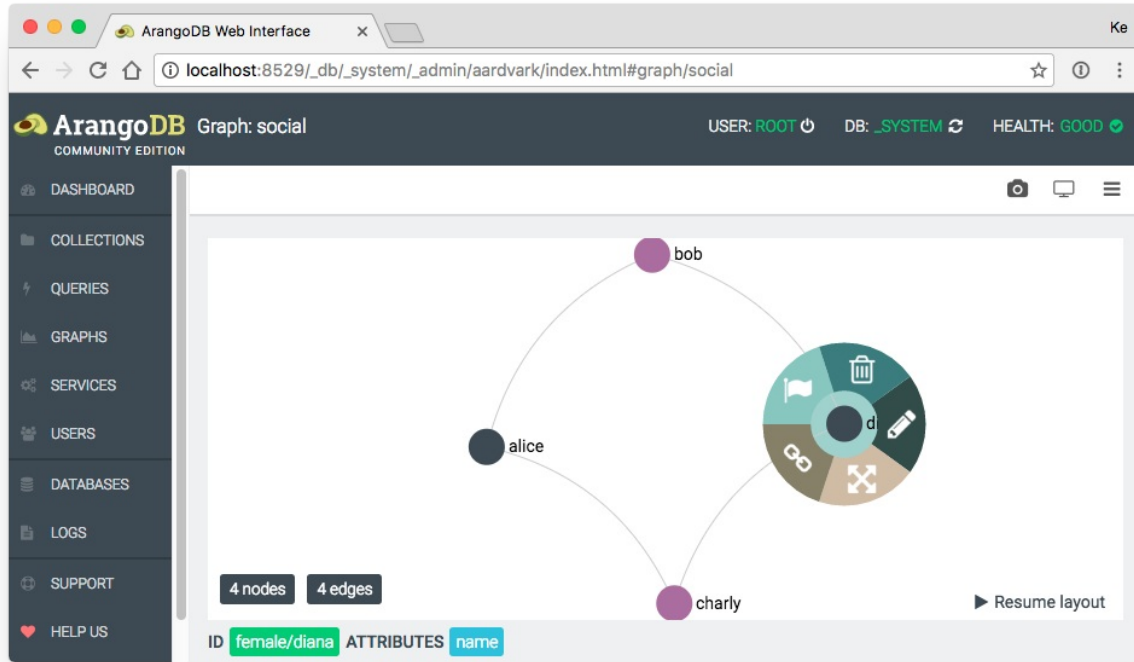 ArangoDB Web Interface
Ke
localhost:8529/_db/_system/_admin/aardvark/index.html#graph/social
ArangoDB
COMMUNITY EDITION
Graph: social
USER: ROOT DB: _SYSTEM HEALTH: GOOD
DASHBOARD
COLLECTIONS
QUERIES
GRAPHS
SERVICES
USERS
DATABASES
LOGS
SUPPORT
HELP US
bob
di
alice
charly
4 nodes 4 edges
Resume layout
ID female/diana ATTRIBUTES name